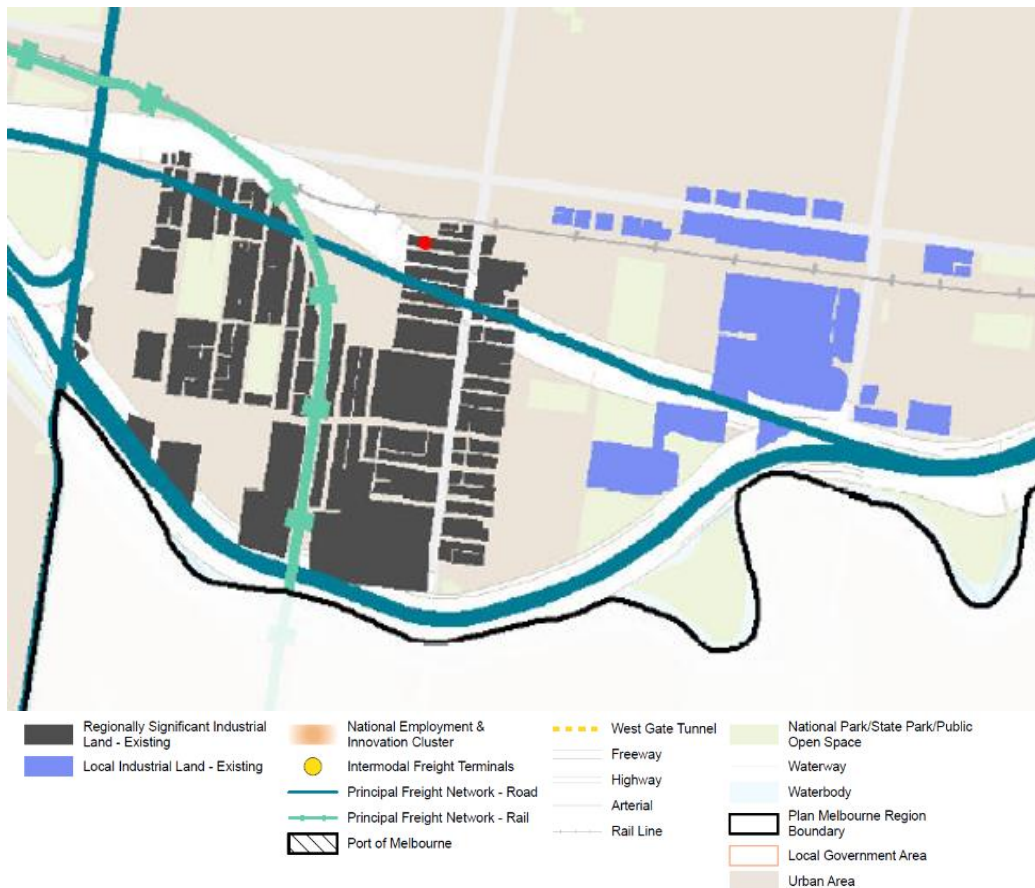 Regionally Significant Industrial
Land - Existing
Local Industrial Land - Existing
National Employment &
Innovation Cluster
Intermodal Freight Terminals
Principal Freight Network - Road
Principal Freight Network - Rail
Port of Melbourne
West Gate Tunnel
Freeway
Highway
Arterial
Rail Line
National Park/State Park/Public
Open Space
Waterway
Waterbody
Plan Melbourne Region
Boundary
Local Government Area
Urban Area